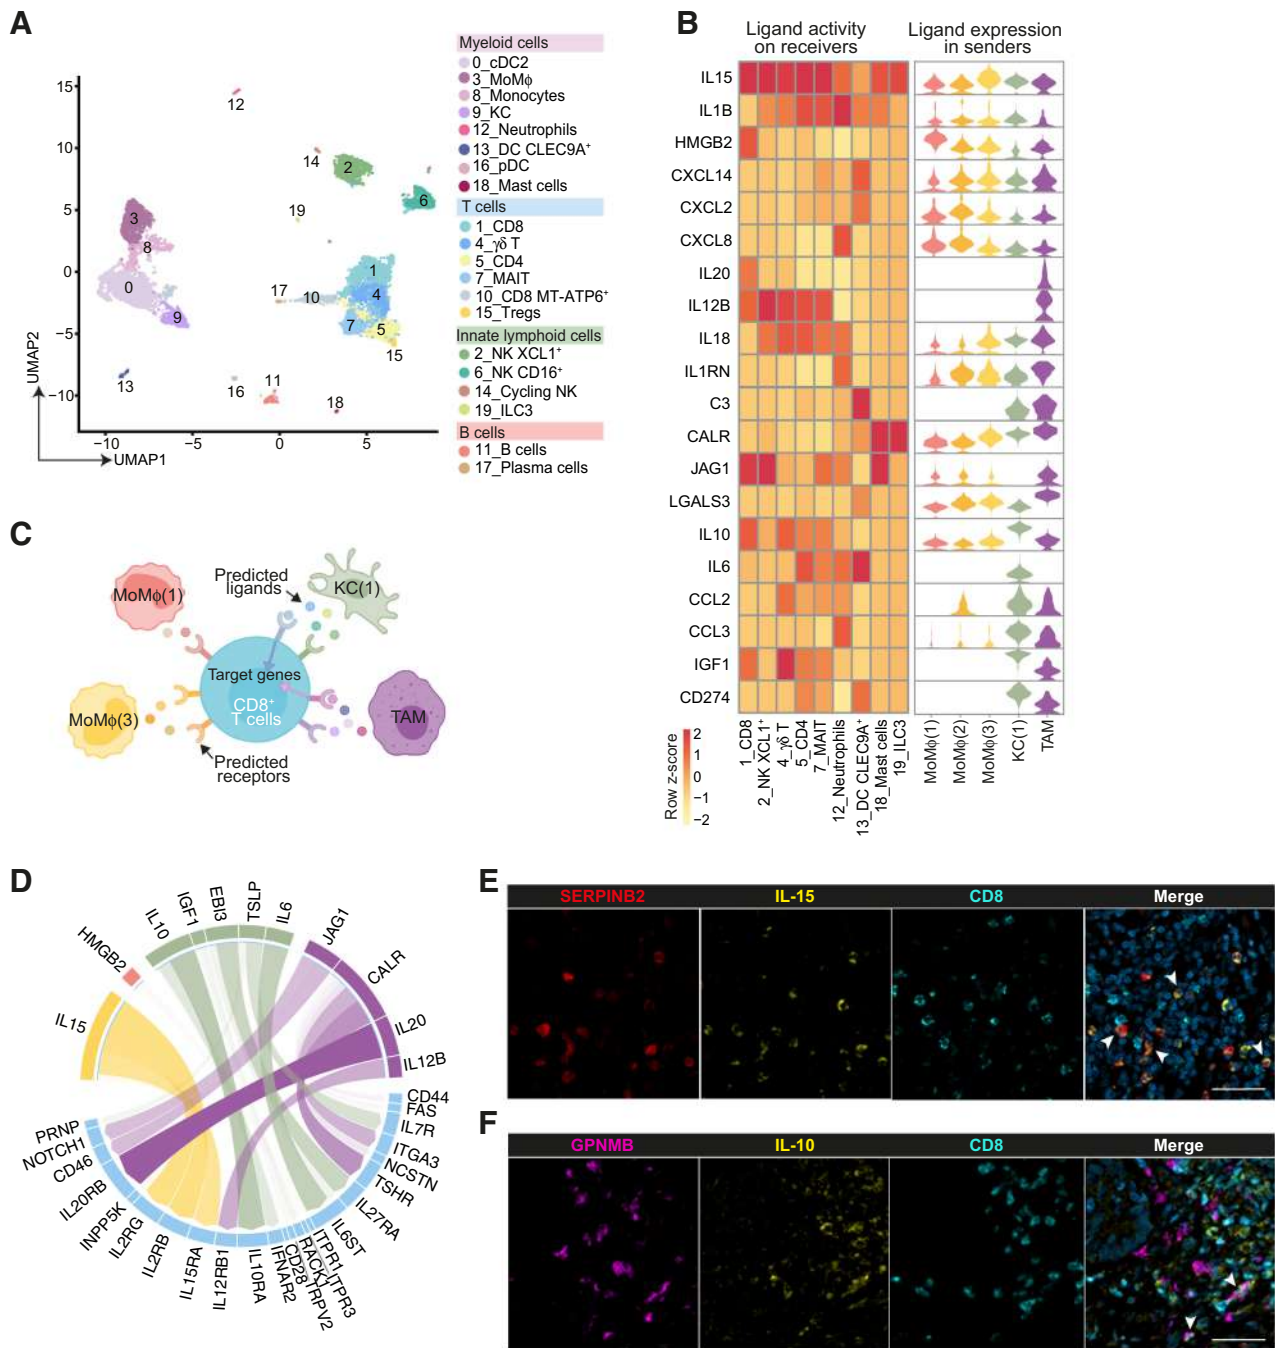 A
15
10
5
0
−5
−10
−10
−5
0
5
UMAP2
UMAP1
12
14
2
6
19
3
8
0
9
1
4
17
10
7
5
15
13
16
11
18
Myeloid cells
0_cDC2
3_MoMϕ
8_Monocytes
9_KC
12_Neutrophils
13_DC CLEC9A⁺
16_pDC
18_Mast cells
T cells
1_CD8
4_γδ T
5_CD4
7_MAIT
10_CD8 MT-ATP6⁺
15_Tregs
Innate lymphoid cells
2_NK XCL1⁺
6_NK CD16⁺
14_Cycling NK
19_ILC3
B cells
11_B cells
17_Plasma cells
B
Ligand activity
on receivers
Ligand expression
in senders
IL15
IL1B
HMGB2
CXCL14
CXCL2
CXCL8
IL20
IL12B
IL18
IL1RN
C3
CALR
JAG1
LGALS3
IL10
IL6
CCL2
CCL3
IGF1
CD274
Row z-score
2
1
0
−1
−2
1_CD8
2_NK XCL1⁺
4_γδ T
5_CD4
7_MAIT
12_Neutrophils
13_DC CLEC9A⁺
18_Mast cells
19_ILC3
MoMϕ(1)
MoMϕ(2)
MoMϕ(3)
KC(1)
TAM
C
MoMϕ(1)
Predicted
ligands
KC(1)
Target genes
CD8⁺
T cells
MoMϕ(3)
TAM
Predicted
receptors
D
IL15
HMGB2
IL10
IGF1
EBI3
TSLP
IL6
JAG1
CALR
IL20
IL12B
CD44
FAS
IL7R
ITGA3
NCSTN
TSHR
IL27RA
IL6ST
ITPR1
ITPR3
RACK1
TRPV2
CD28
IFNAR2
IL10RA
IL12RB1
IL15RA
IL2RB
IL2RG
INPP5K
IL20RB
CD46
NOTCH1
PRNP
E
SERPINB2
IL-15
CD8
Merge
F
GPNMB
IL-10
CD8
Merge